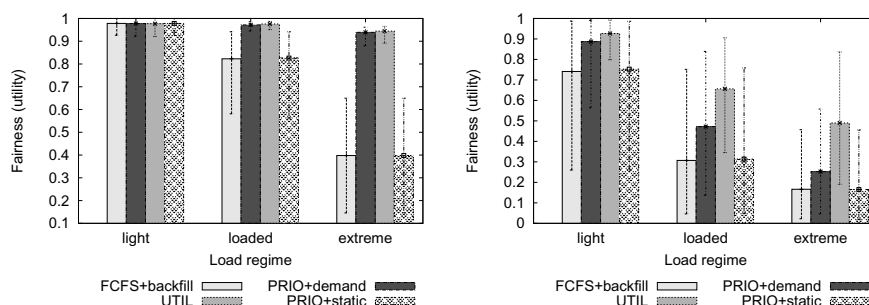 Fairness (utility)
1
0.9
0.8
0.7
0.6
0.5
0.4
0.3
0.2
0.1
light loaded extreme
Load regime
FCFS+backfill PRIO+demand
UTIL PRIO+static
Fairness (utility)
1
0.9
0.8
0.7
0.6
0.5
0.4
0.3
0.2
0.1
0
light loaded extreme
Load regime
FCFS+backfill PRIO+demand
UTIL PRIO+static